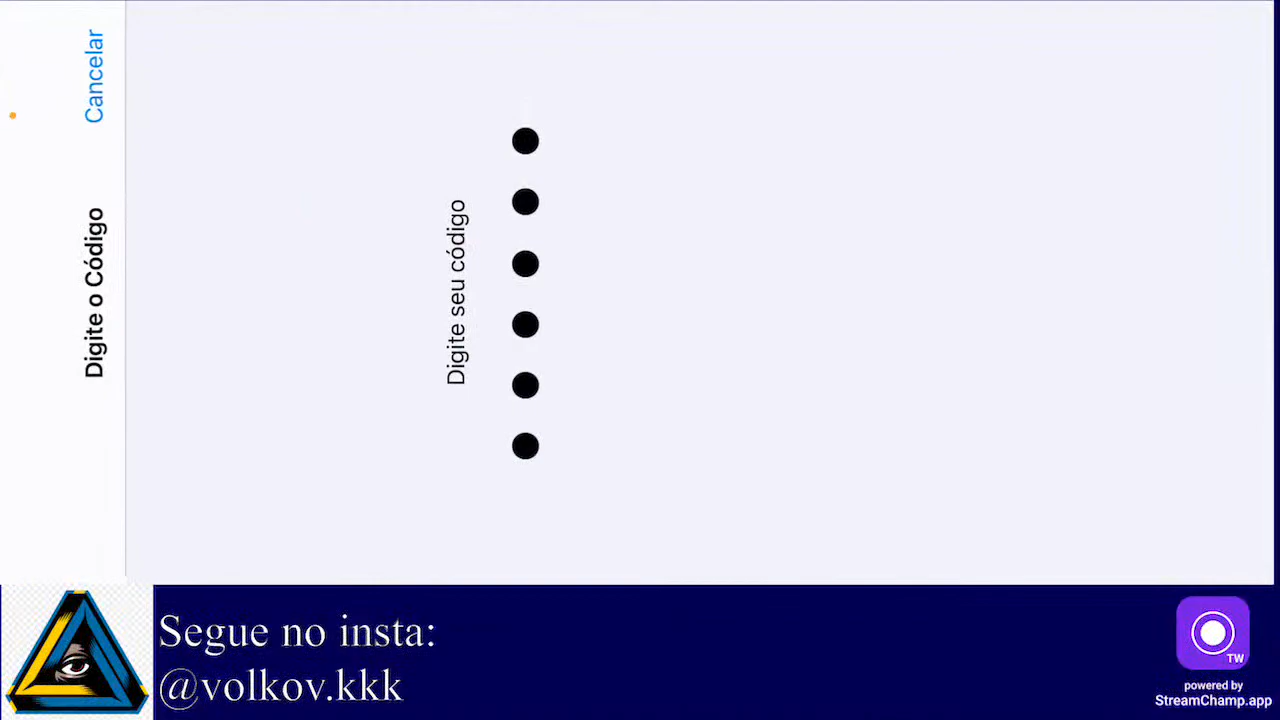 Cancelar
Digite o Código
Digite seu código
Segue no insta:
@volkov.kkk
TW
powered by
StreamChamp.app